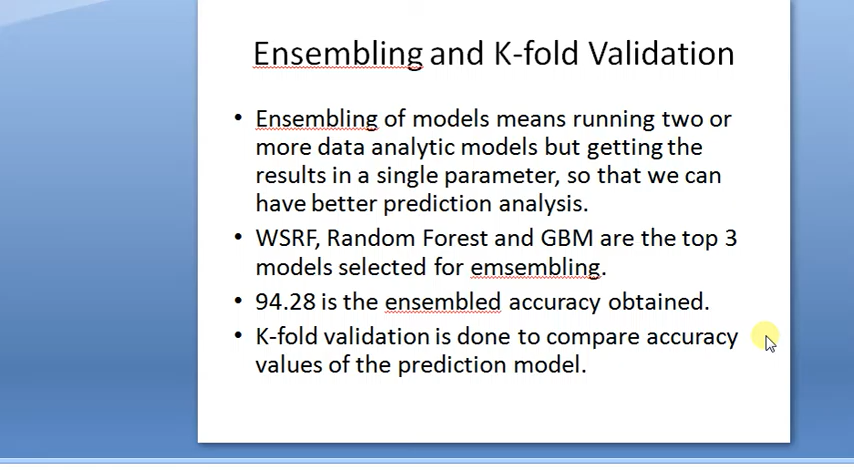 Ensembling and K-fold Validation
• Ensembling of models means running two or
more data analytic models but getting the
results in a single parameter, so that we can
have better prediction analysis.
• WSRF, Random Forest and GBM are the top 3
models selected for emsembling.
• 94.28 is the ensembled accuracy obtained.
• K-fold validation is done to compare accuracy
values of the prediction model.